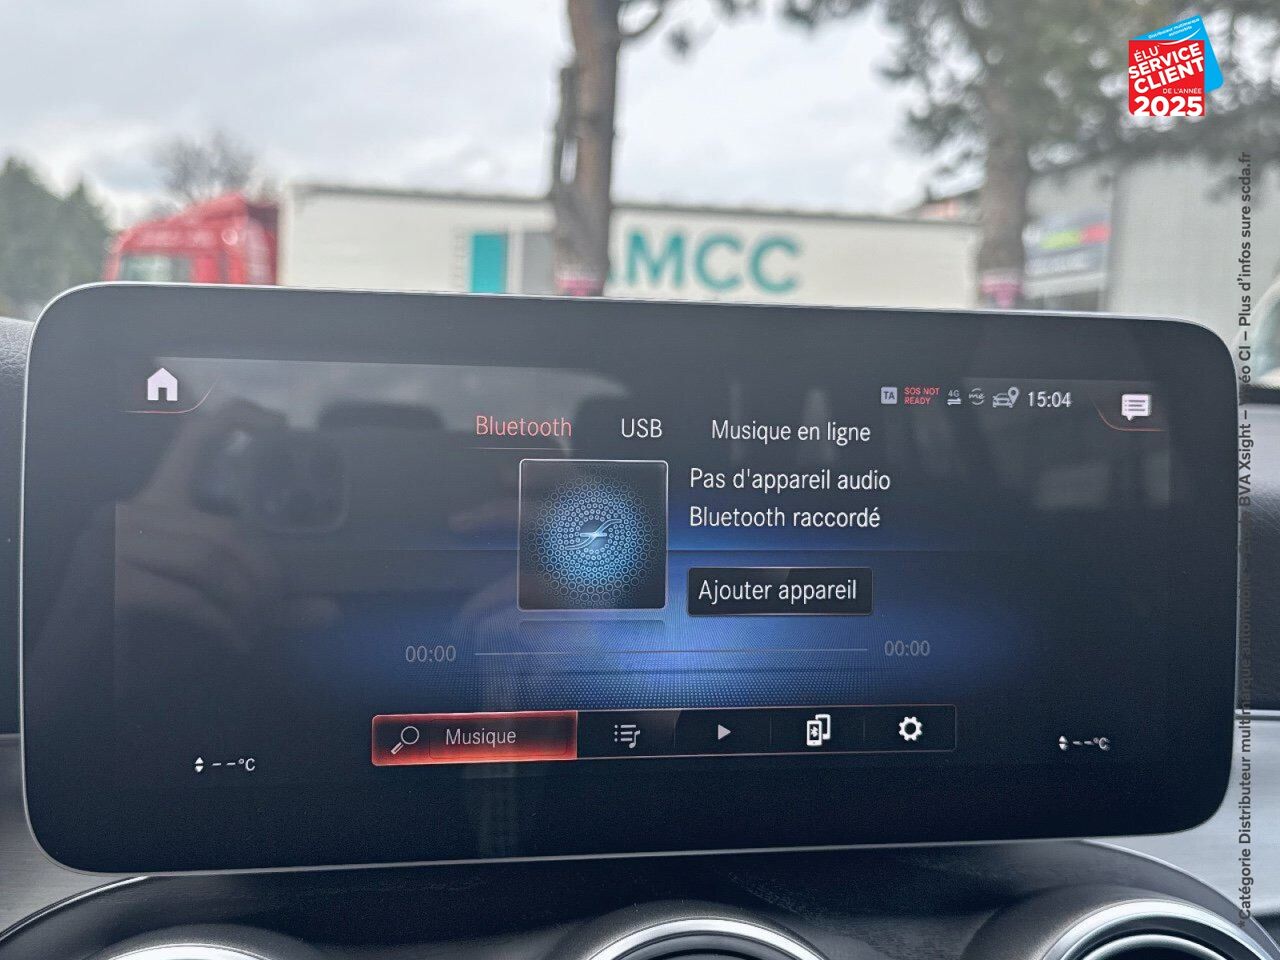 ÉLU
SERVICE
CLIENT
DE L'ANNÉE
2025
MCC
TA
SOS NOT
READY
4G
me
15:04
Bluetooth
USB
Musique en ligne
Pas d'appareil audio
Bluetooth raccordé
Ajouter appareil
00:00
00:00
Musique
--°C
--°C
*Catégorie Distributeur multimarque automobile – BVA Xsight – CI – Plus d'infos sure scda.fr